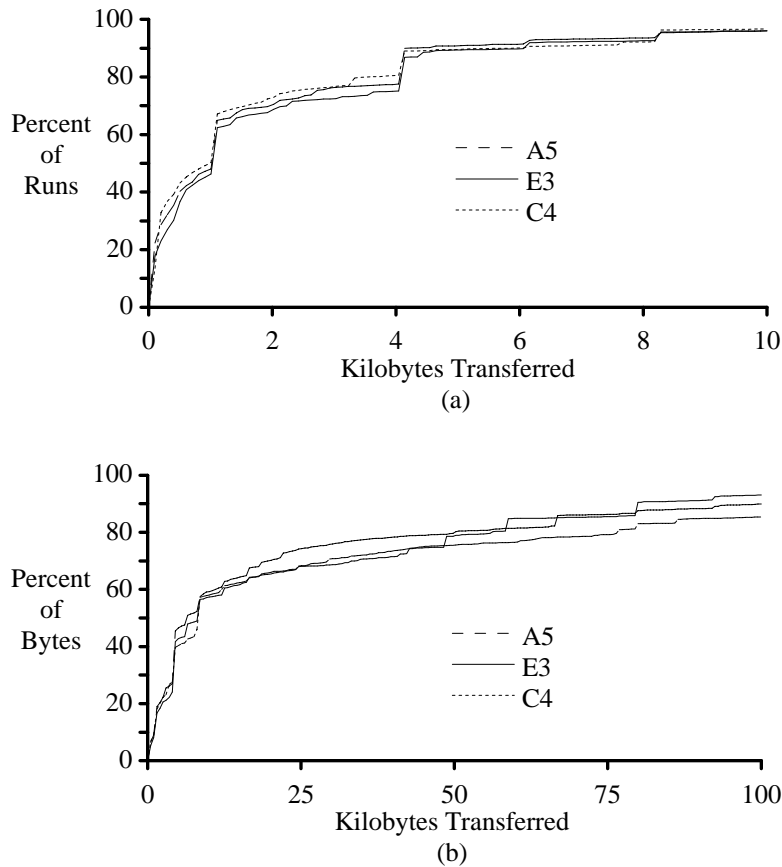 100
80
60
40
20
0
Percent
of
Runs
A5
E3
C4
0 2 4 6 8 10
Kilobytes Transferred
(a)
100
80
60
40
20
0
Percent
of
Bytes
A5
E3
C4
0 25 50 75 100
Kilobytes Transferred
(b)